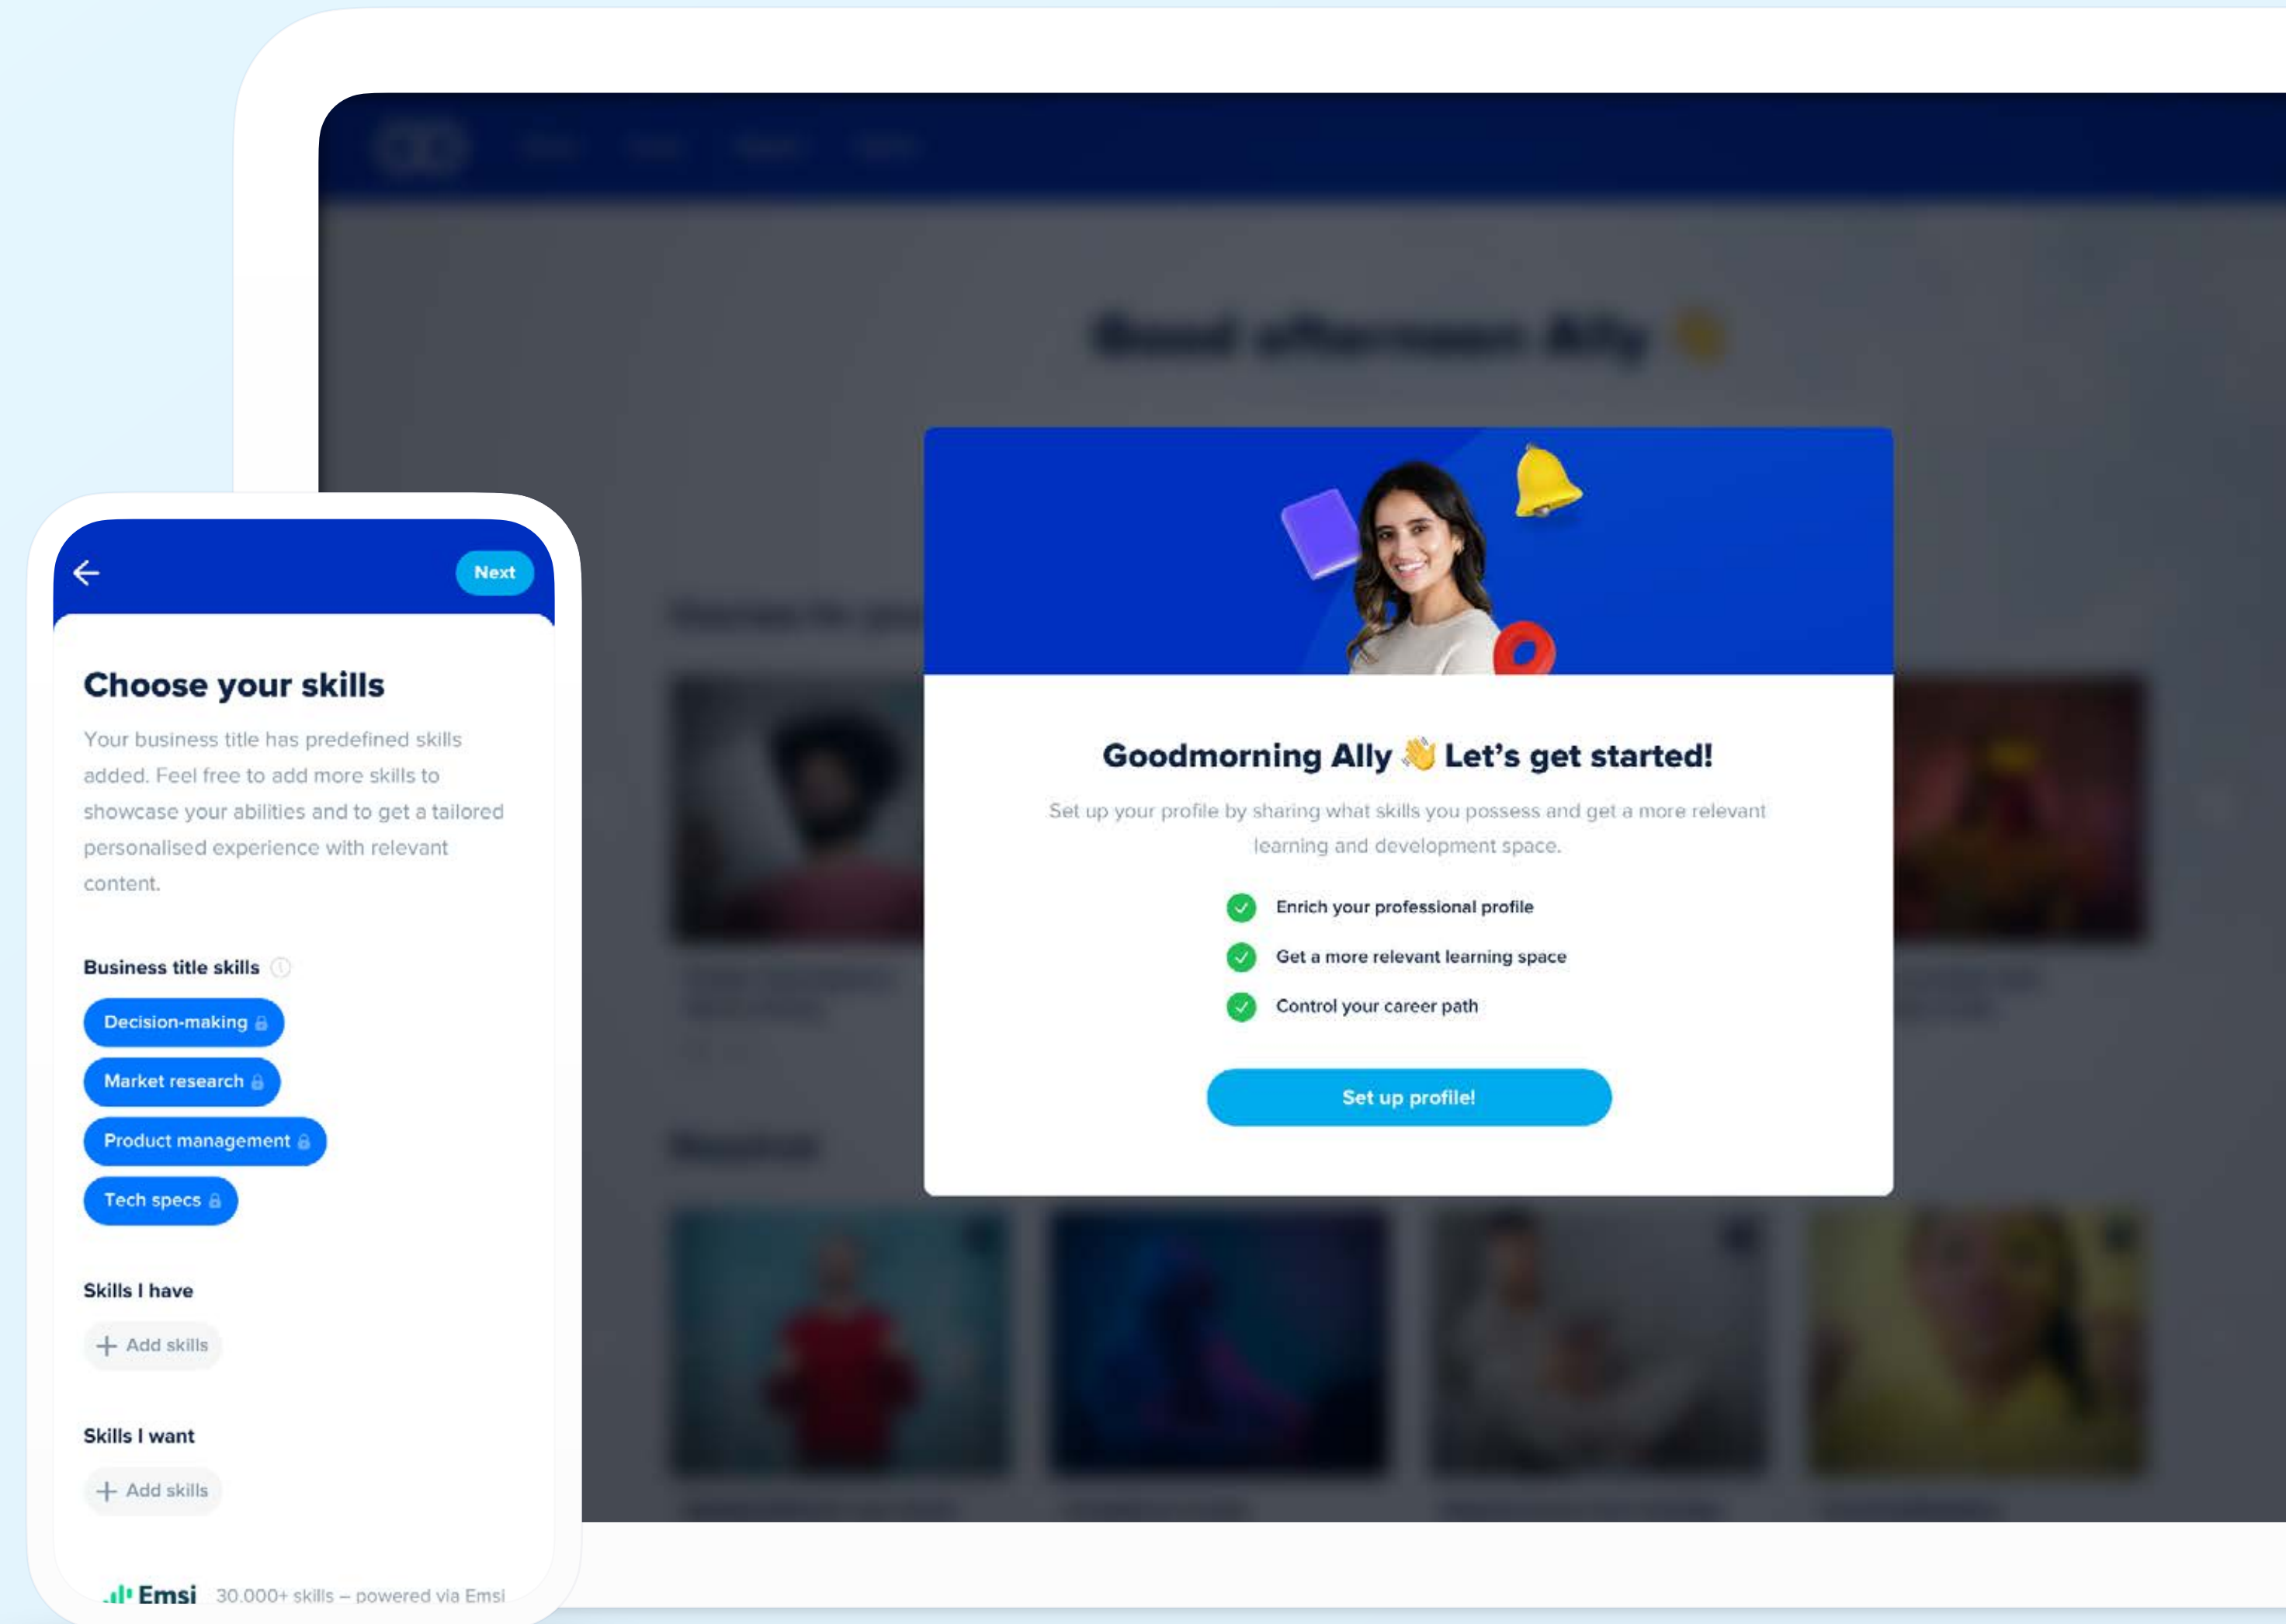 Next
Choose your skills
Your business title has predefined skills
added. Feel free to add more skills to
showcase your abilities and to get a tailored
personalised experience with relevant
content.
Business title skills
Decision-making
Market research
Product management
Tech specs
Skills I have
+ Add skills
Skills I want
+ Add skills
Emsi 30.000+ skills – powered via Emsi
Good afternoon Ally 👋
Goodmorning Ally 👋 Let's get started!
Set up your profile by sharing what skills you possess and get a more relevant
learning and development space.
Enrich your professional profile
Get a more relevant learning space
Control your career path
Set up profile!